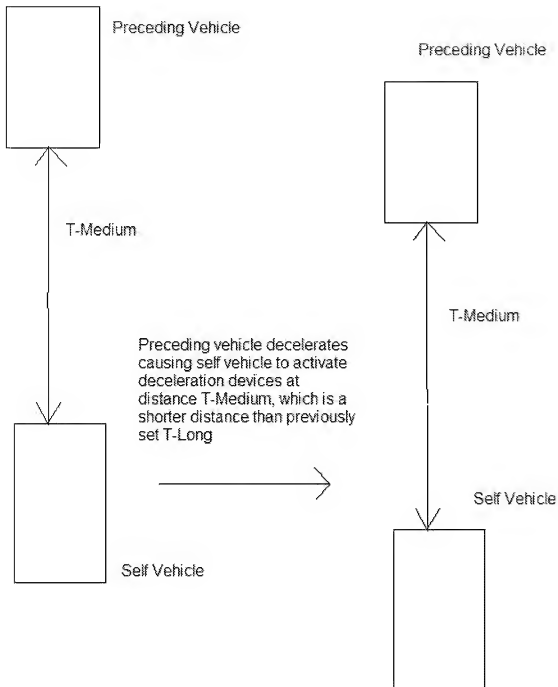 Preceding Vehicle
Preceding Vehicle
T-Medium
T-Medium
Preceding vehicle decelerates
causing self vehicle to activate
deceleration devices at
distance T-Medium, which is a
shorter distance than previously
set T-Long
Self Vehicle
Self Vehicle